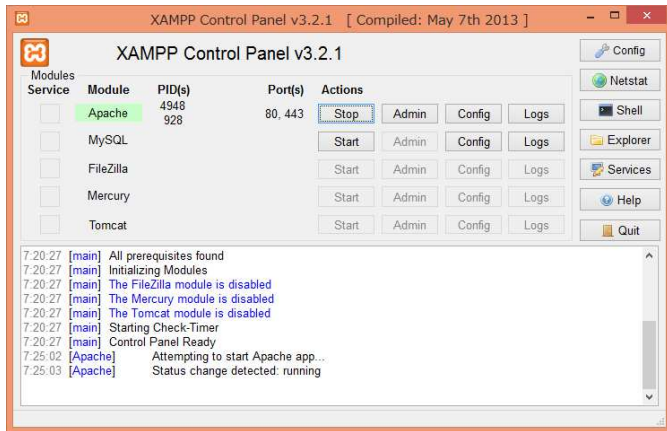 XAMPP Control Panel v3.2.1 [ Compiled: May 7th 2013 ]
XAMPP Control Panel v3.2.1
Config
Modules
Service Module PID(s) Port(s) Actions
Netstat
Apache 4948 928 80, 443 Stop Admin Config Logs
Shell
MySQL Start Admin Config Logs
Explorer
FileZilla Start Admin Config Logs
Services
Mercury Start Admin Config Logs
Help
Tomcat Start Admin Config Logs
Quit
7:20:27 [main] All prerequisites found
7:20:27 [main] Initializing Modules
7:20:27 [main] The FileZilla module is disabled
7:20:27 [main] The Mercury module is disabled
7:20:27 [main] The Tomcat module is disabled
7:20:27 [main] Starting Check-Timer
7:20:27 [main] Control Panel Ready
7:25:02 [Apache] Attempting to start Apache app...
7:25:03 [Apache] Status change detected: running